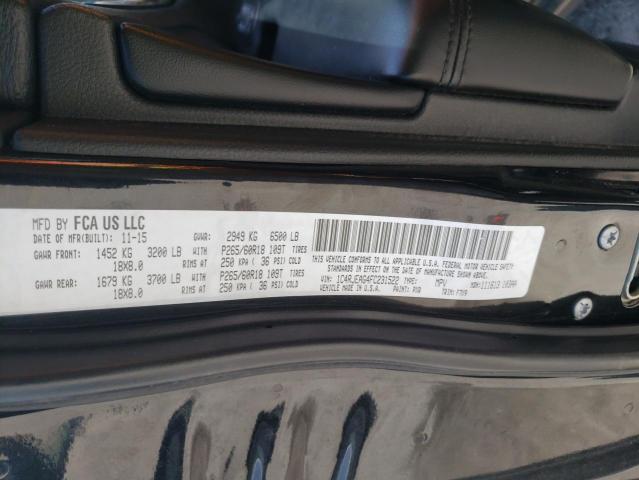 MFD BY FCA US LLC
DATE OF MFR(BUILT): 11-15 GVWR: 2949 KG 6500 LB
GAWR FRONT: 1452 KG 3200 LB WITH P265/60R18 109T TIRES
18X8.0 AT 250 KPA ( 36 PSI) COLD
GAWR REAR: 1679 KG 3700 LB WITH P265/60R18 109T TIRES
18X8.0 AT 250 KPA ( 36 PSI) COLD
THIS VEHICLE CONFORMS TO ALL APPLICABLE U.S.A. FEDERAL MOTOR VEHICLE SAFETY
STANDARDS IN EFFECT ON THE DATE OF MANUFACTURE SHOWN ABOVE.
VEHICLE MADE IN U.S.A.
VIN: TYPE: MPV MDH:
PAINT: TRIM: